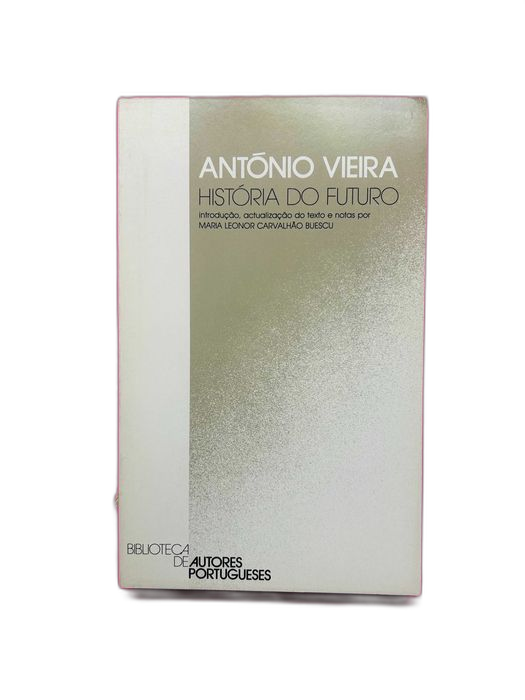 ANTÓNIO VIEIRA
HISTÓRIA DO FUTURO
introdução, actualização do texto e notas por
MARIA LEONOR CARVALHÃO BUESCU
BIBLIOTECA
DE AUTORES
PORTUGUESES